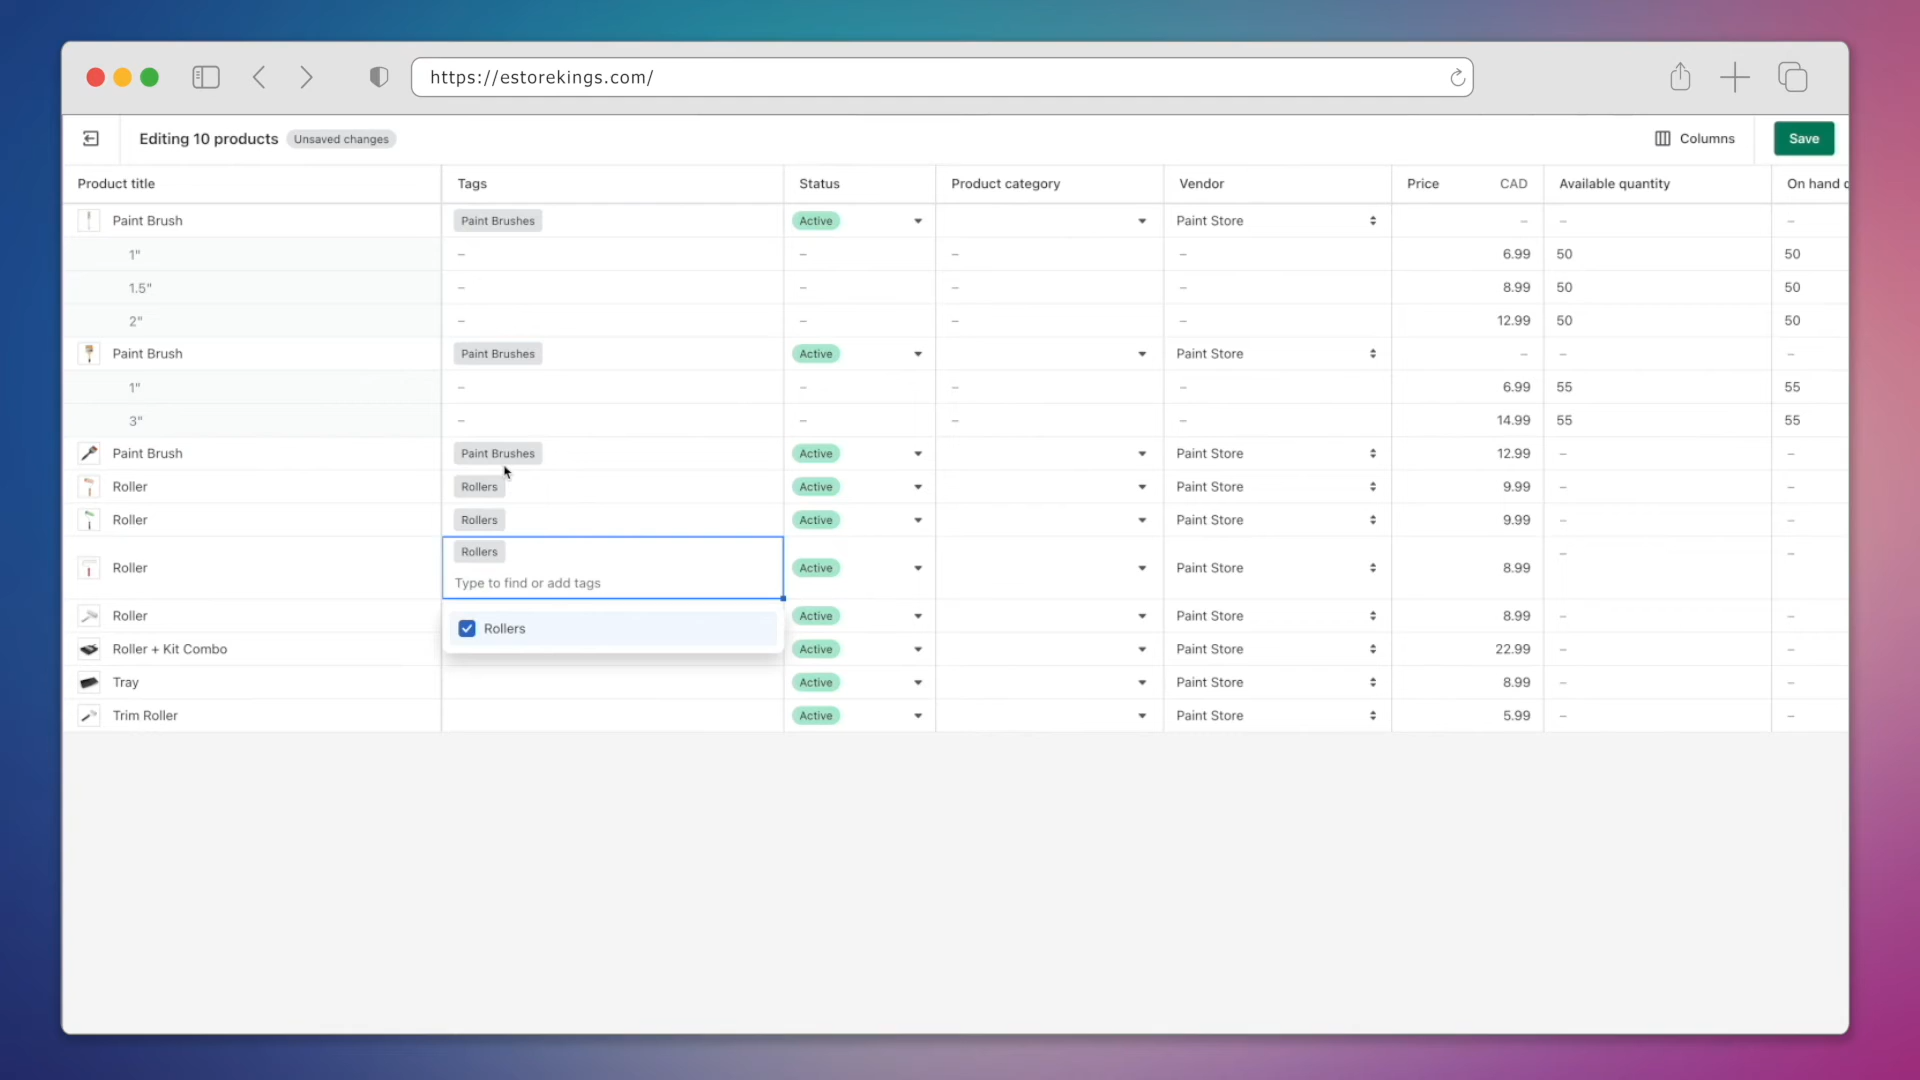 https://estorekings.com/
Editing 10 products Unsaved changes Columns Save
Product title Tags Status Product category Vendor Price CAD Available quantity On hand
Paint Brush Paint Brushes Active Paint Store – –  –
1" – – – – 6.99 50 50
1.5" – – – – 8.99 50 50
2" – – – – 12.99 50 50
Paint Brush Paint Brushes Active Paint Store – – –
1" – – – – 6.99 55 55
3" – – – – 14.99 55 55
Paint Brush Paint Brushes Active Paint Store 12.99 – –
Roller Rollers Active Paint Store 9.99 – –
Roller Rollers Active Paint Store 9.99 – –
Rollers
Roller Active Paint Store 8.99 – –
Type to find or add tags
Roller Active Paint Store 8.99 – –
Rollers
Roller + Kit Combo Active Paint Store 22.99 – –
Tray Active Paint Store 8.99 – –
Trim Roller Active Paint Store 5.99 – –